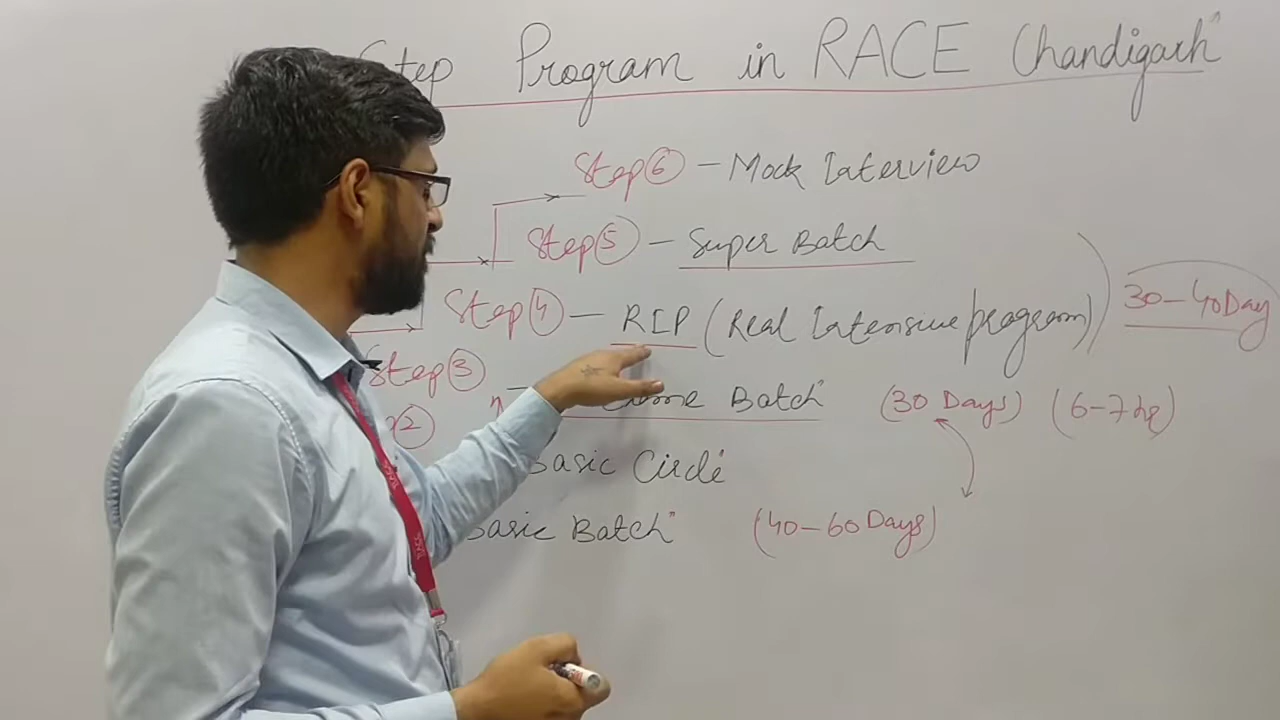 Step Program in RACE Chandigarh"
Step 6 - Mock Interview
Step 5 - Super Batch
Step 4 - RIP (Real Intensive program) 30-40 Day
Step 3 Batch" (30 Days) (6-7 hr)
2 Basic Circle
Basic Batch" (40-60 Days)